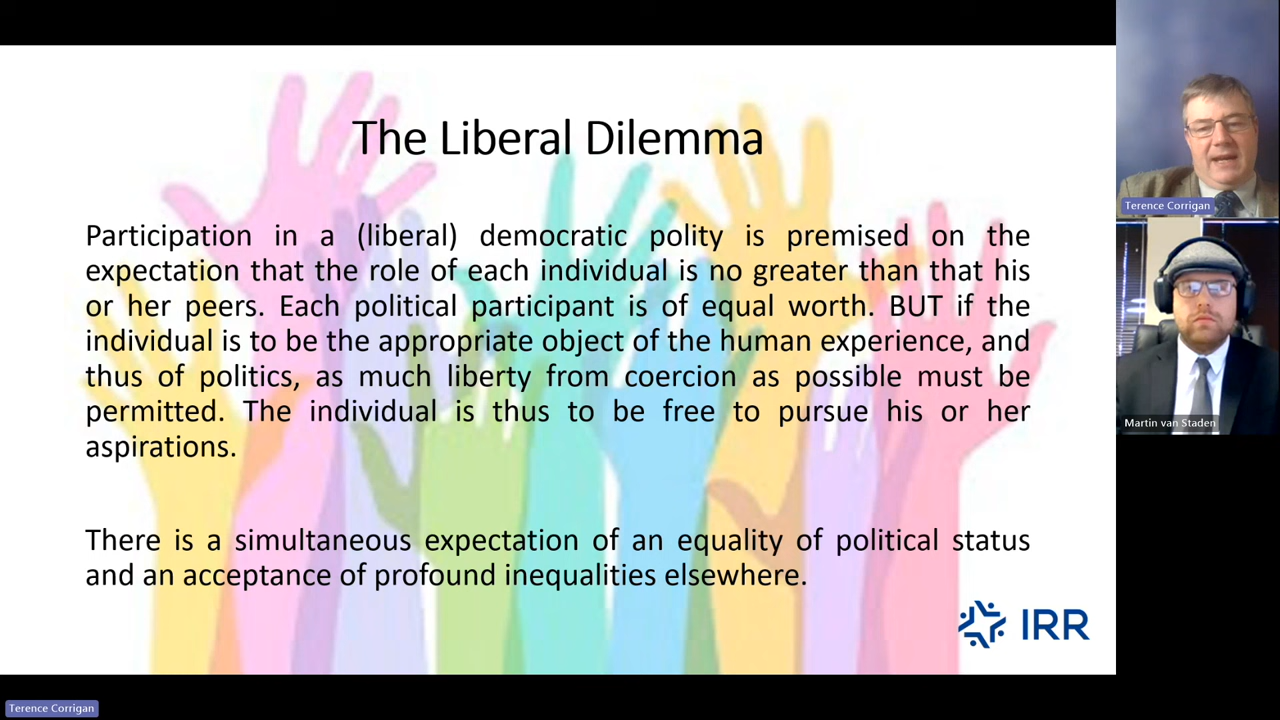 The Liberal Dilemma
Participation in a (liberal) democratic polity is premised on the
expectation that the role of each individual is no greater than that his
or her peers. Each political participant is of equal worth. BUT if the
individual is to be the appropriate object of the human experience, and
thus of politics, as much liberty from coercion as possible must be
permitted. The individual is thus to be free to pursue his or her
aspirations.
There is a simultaneous expectation of an equality of political status
and an acceptance of profound inequalities elsewhere.
IRR
Terence Corrigan
Martin van Staden
Terence Corrigan